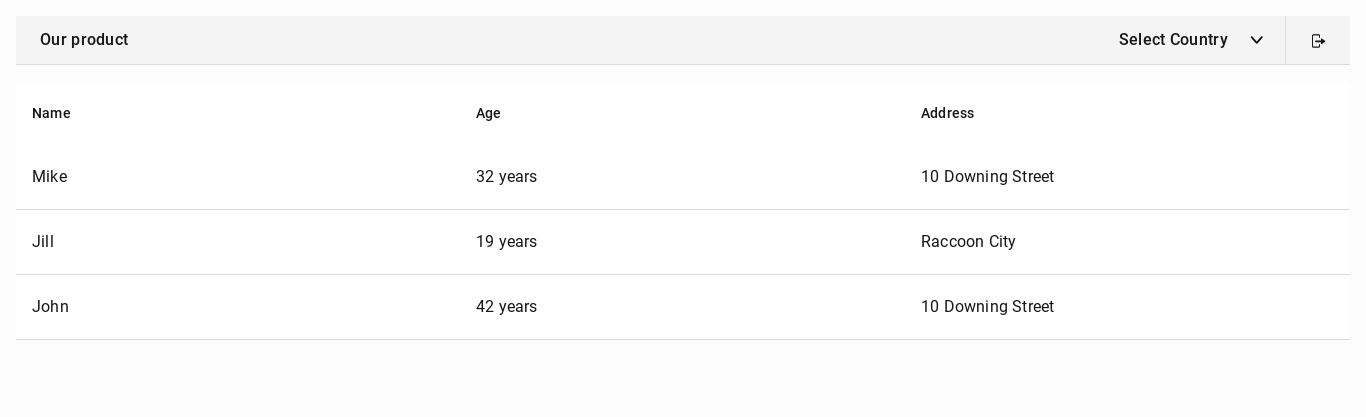 Our product Select Country
Name Age Address
Mike 32 years 10 Downing Street
Jill 19 years Raccoon City
John 42 years 10 Downing Street